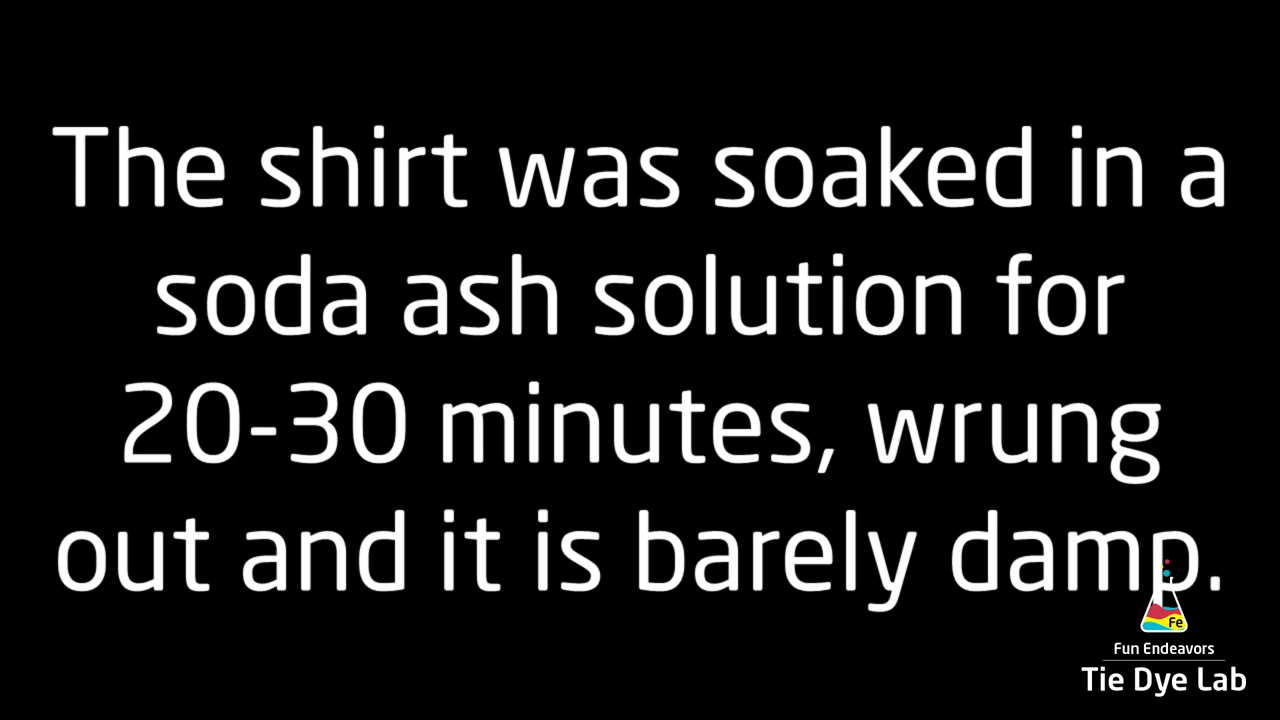 The shirt was soaked in a
soda ash solution for
20-30 minutes, wrung
out and it is barely damp.
Fe
Fun Endeavors
Tie Dye Lab